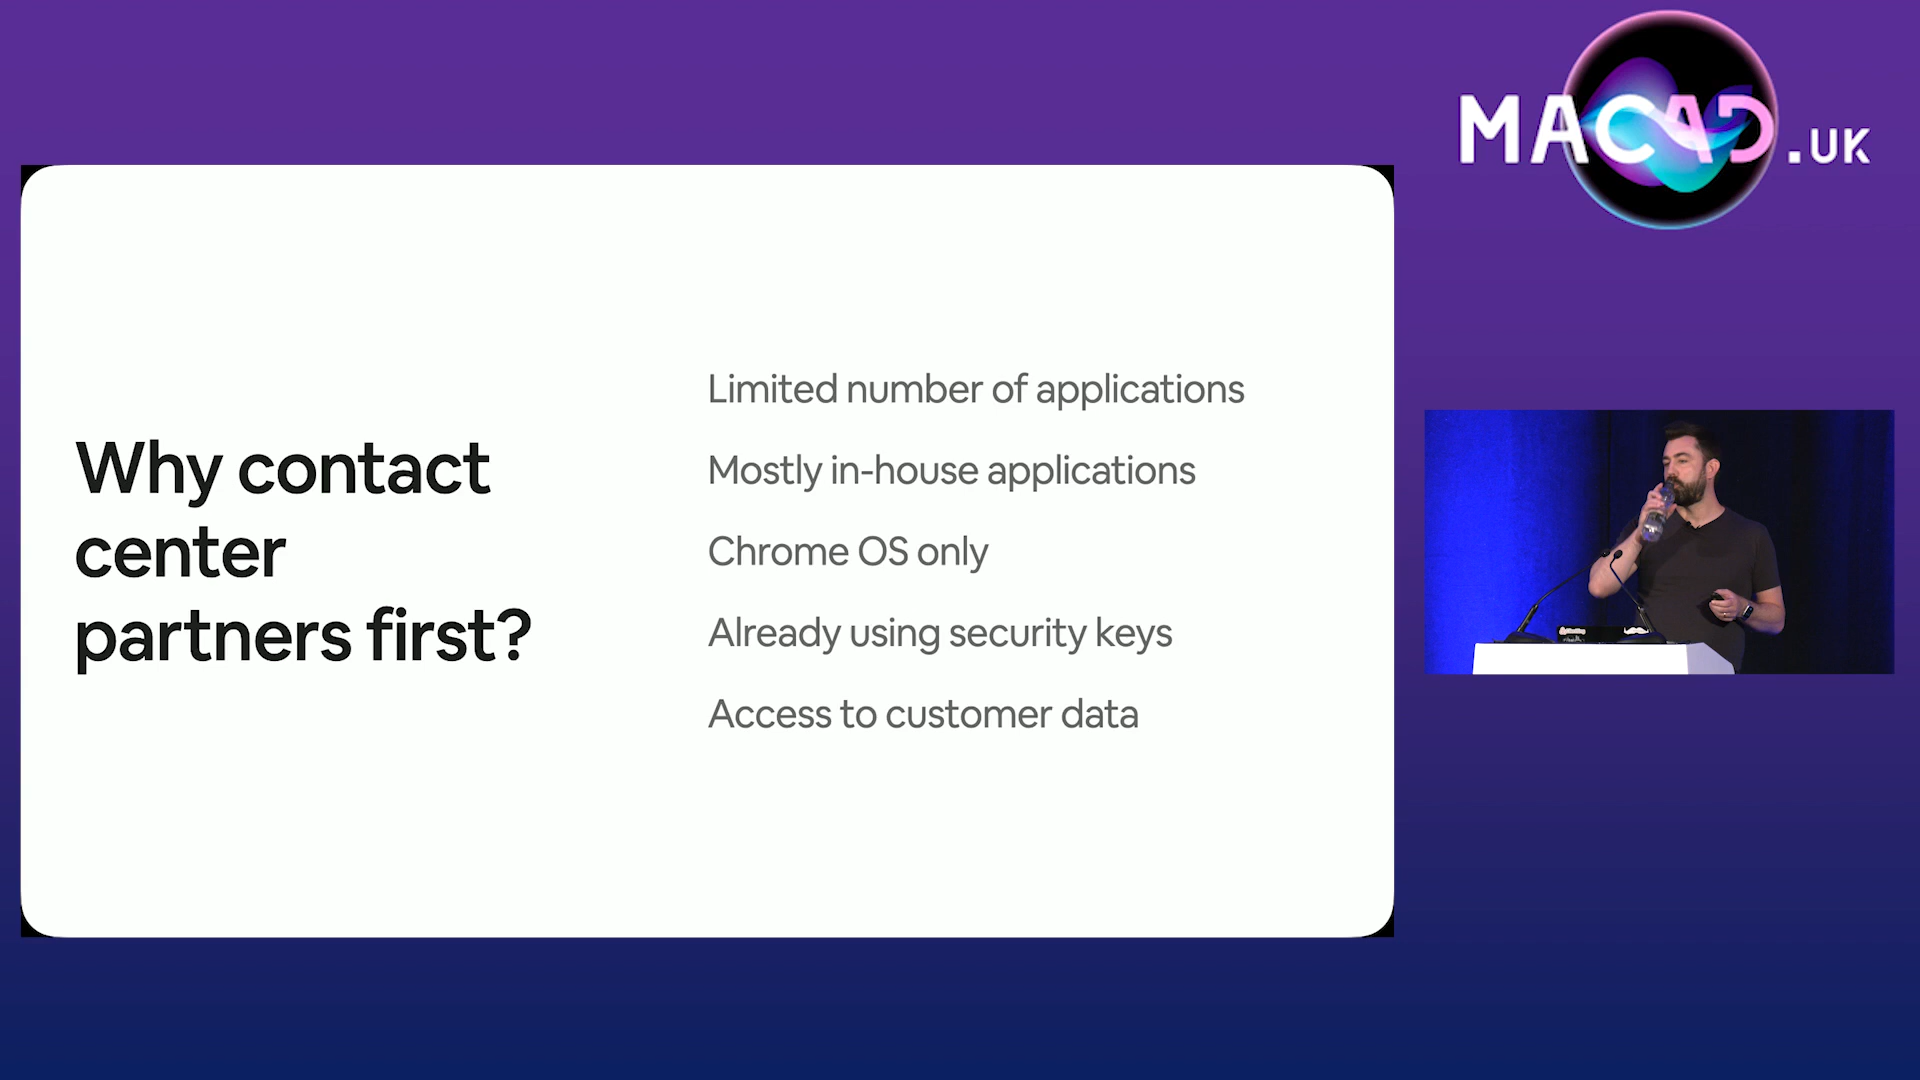 MACAD.UK
Why contact
center
partners first?
Limited number of applications
Mostly in-house applications
Chrome OS only
Already using security keys
Access to customer data